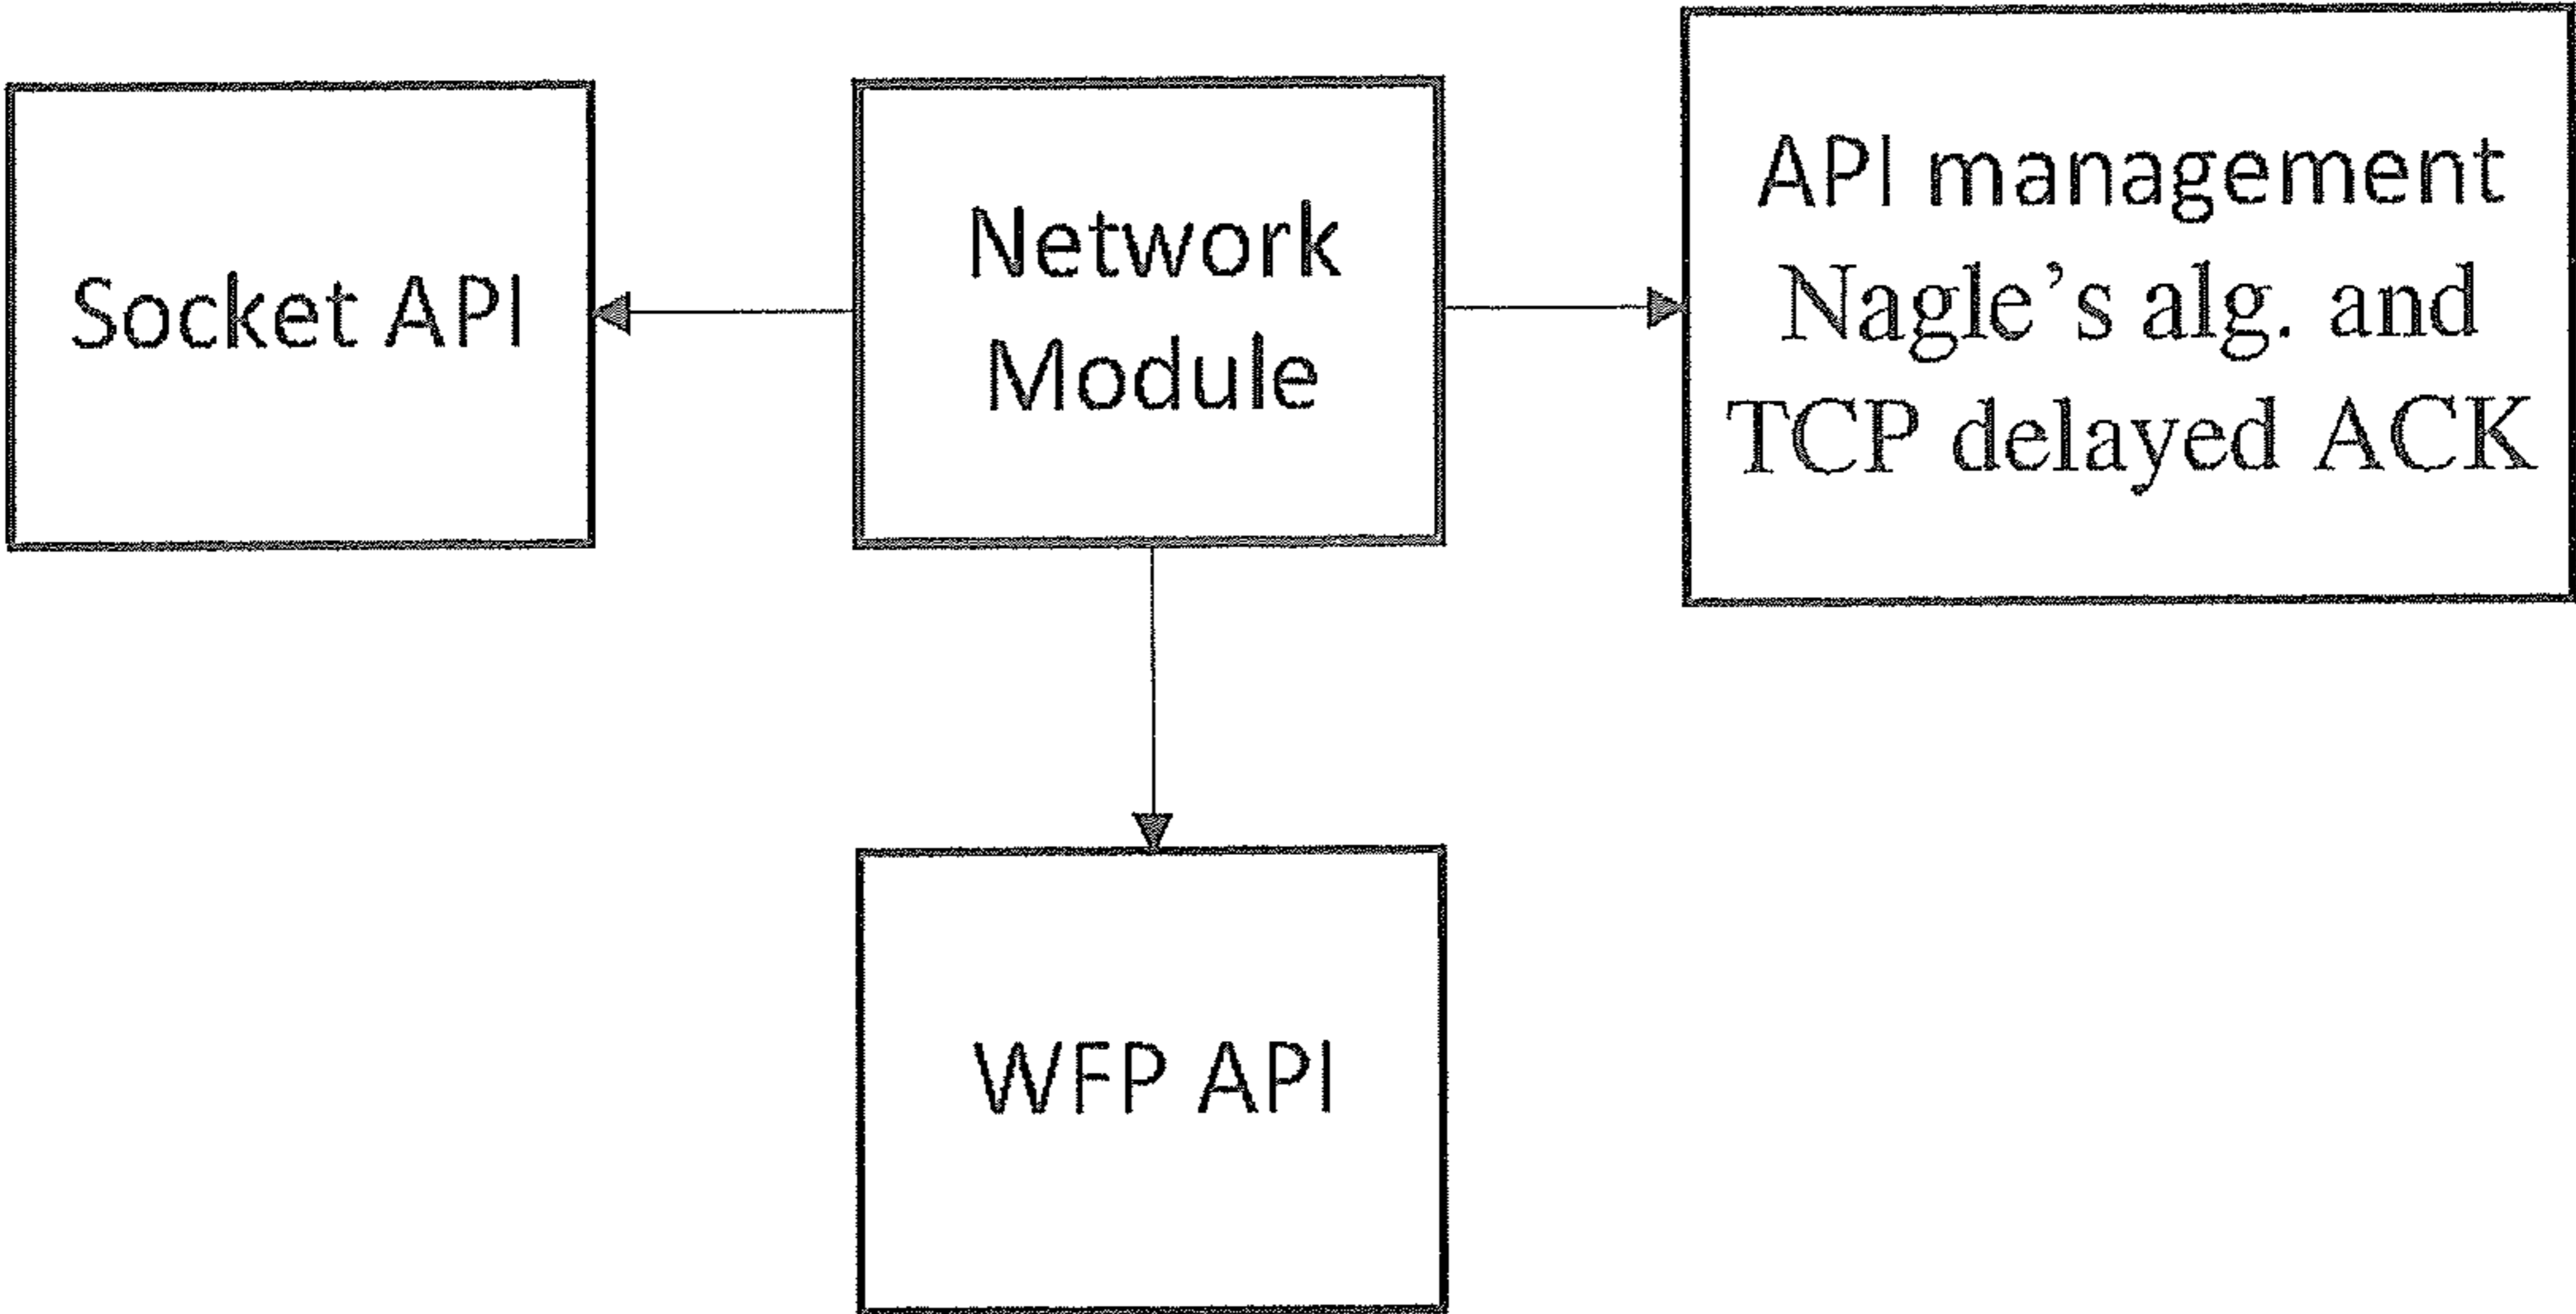 Socket API
Network
Module
API management
Nagle’s alg. and
TCP delayed ACK
WFP API